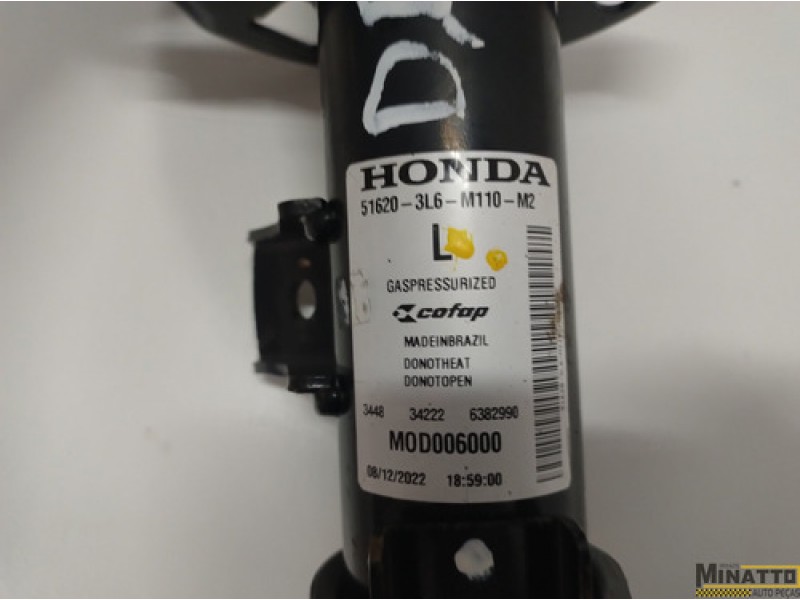 HONDA
51620-3L6-M110-M2
L
GASPRESSURIZED
cofap
MADEINBRAZIL
DONOTHEAT
DONOTOPEN
3448 34222 6382990
MOD006000
08/12/2022 18:59:00
MINATTO
AUTO PEÇAS